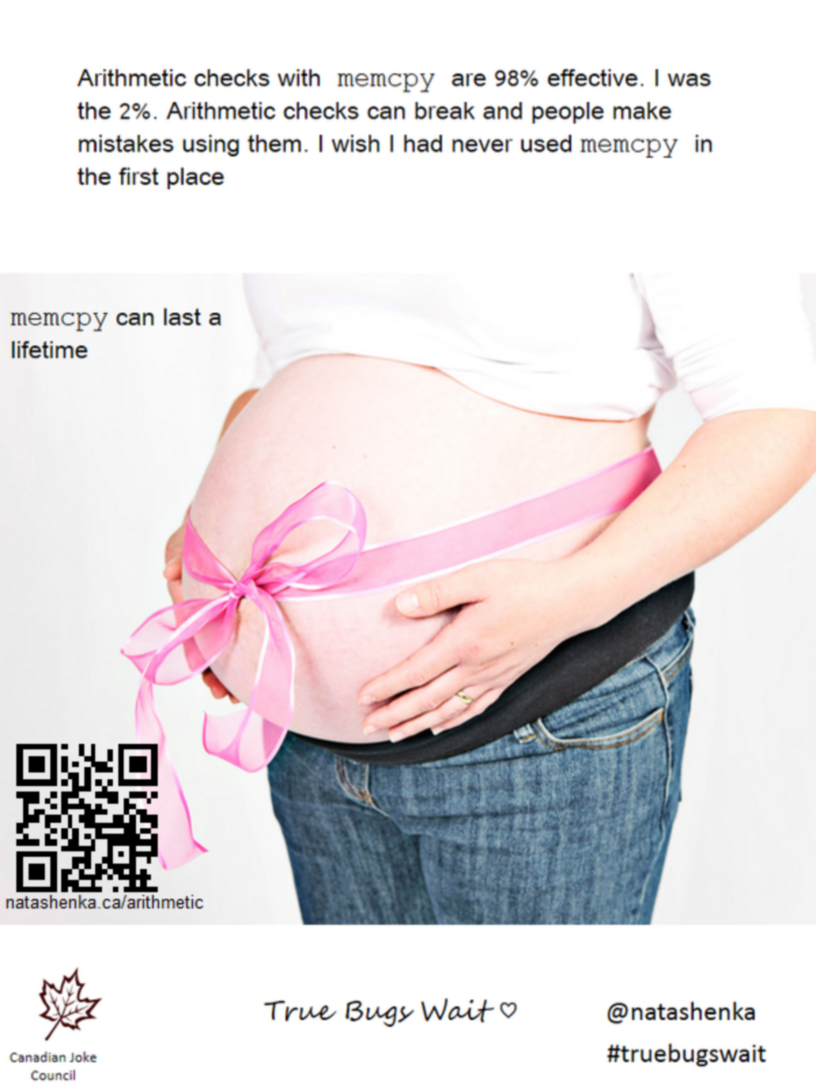 Arithmetic checks with memcpy are 98% effective. I was
the 2%. Arithmetic checks can break and people make
mistakes using them. I wish I had never used memcpy in
the first place
memcpy can last a
lifetime
natashenka.ca/arithmetic
Canadian Joke
Council
True Bugs Wait ♡
@natashenka
#truebugswait